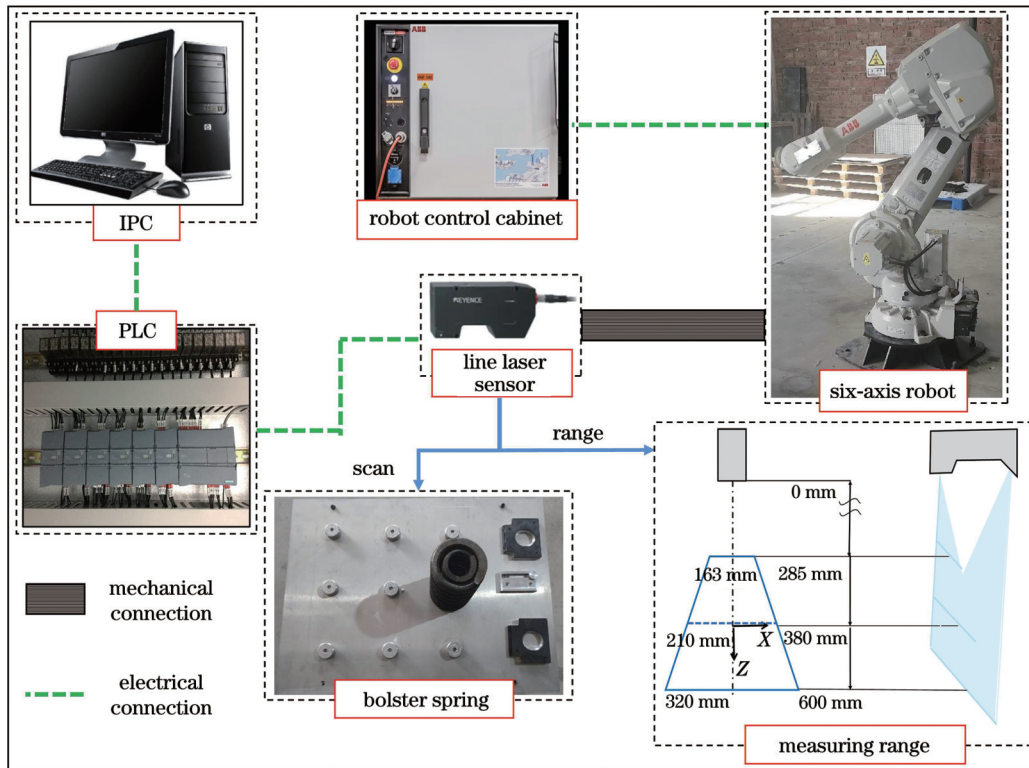 ABB
ABB
IPC
robot control cabinet
PLC
KEYENCE
line laser
sensor
six-axis robot
range
scan
0 mm
163 mm
285 mm
210 mm
X
380 mm
Z
320 mm
600 mm
mechanical
connection
electrical
connection
bolster spring
measuring range